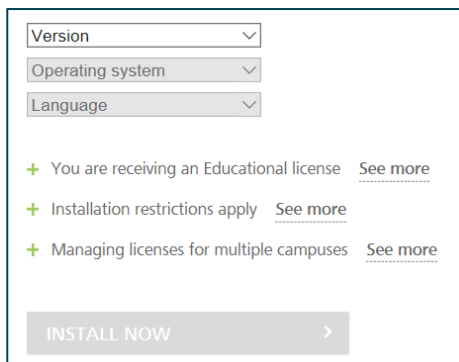 Version
Operating system
Language
+ You are receiving an Educational license See more
+ Installation restrictions apply See more
+ Managing licenses for multiple campuses See more
INSTALL NOW